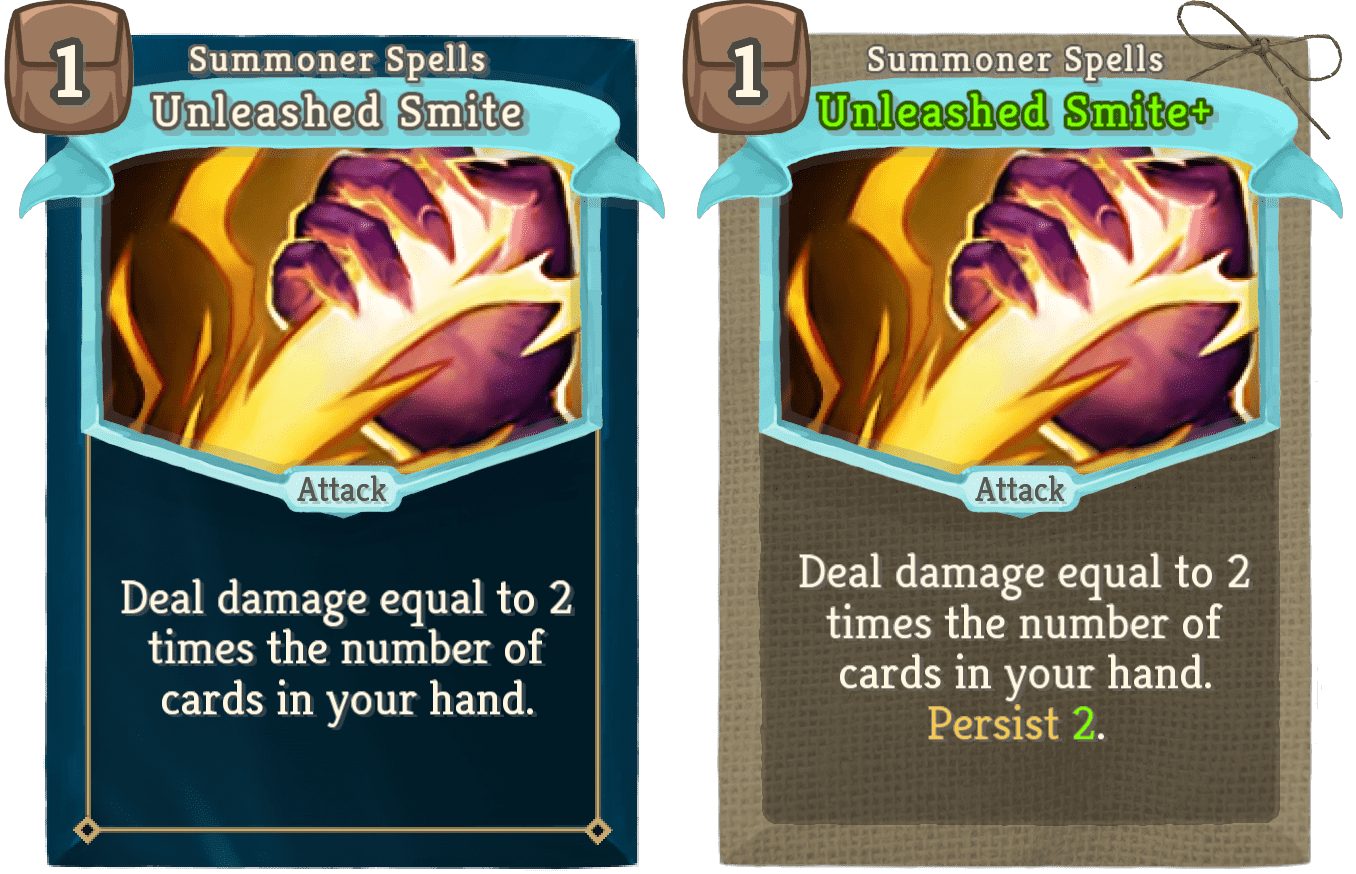 1
Summoner Spells
Unleashed Smite
Attack
Deal damage equal to 2
times the number of
cards in your hand.
1
Summoner Spells
Unleashed Smite+
Attack
Deal damage equal to 2
times the number of
cards in your hand.
Persist 2.